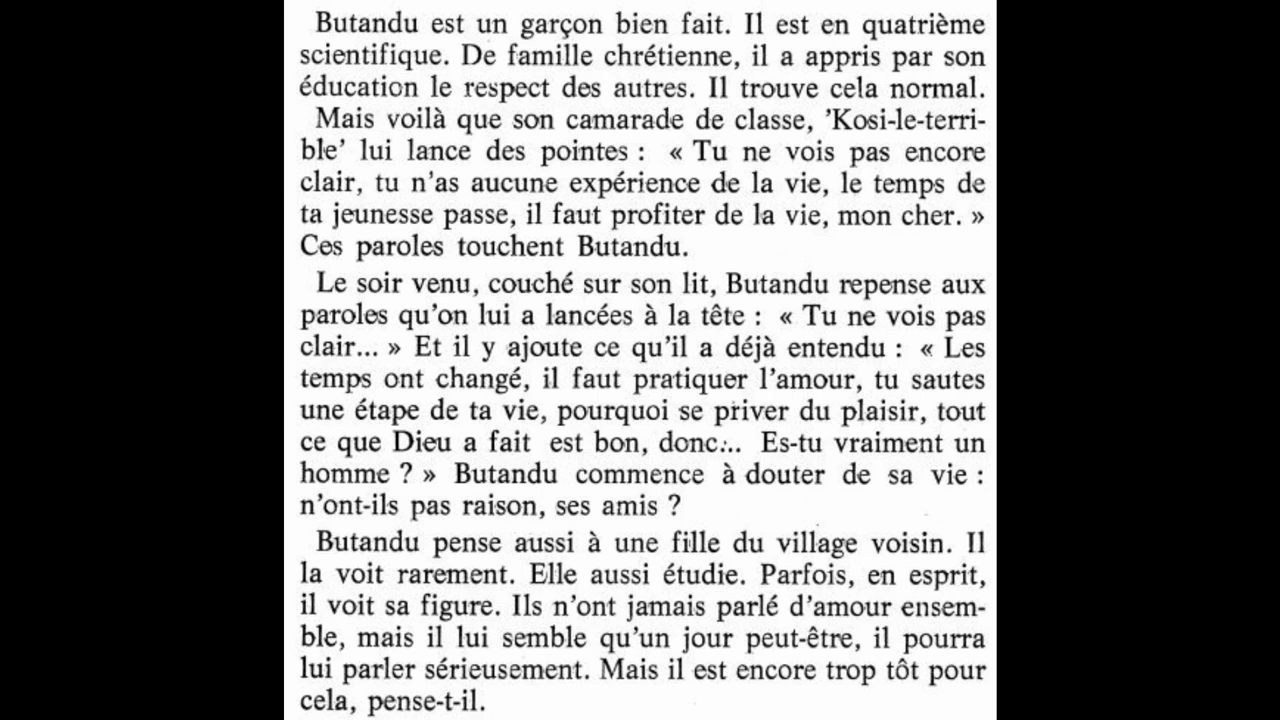 Butandu est un garçon bien fait. Il est en quatrième
scientifique. De famille chrétienne, il a appris par son
éducation le respect des autres. Il trouve cela normal.
Mais voilà que son camarade de classe, 'Kosi-le-terri-
ble' lui lance des pointes : « Tu ne vois pas encore
clair, tu n'as aucune expérience de la vie, le temps de
ta jeunesse passe, il faut profiter de la vie, mon cher. »
Ces paroles touchent Butandu.
Le soir venu, couché sur son lit, Butandu repense aux
paroles qu'on lui a lancées à la tête : « Tu ne vois pas
clair... » Et il y ajoute ce qu'il a déjà entendu : « Les
temps ont changé, il faut pratiquer l'amour, tu sautes
une étape de ta vie, pourquoi se priver du plaisir, tout
ce que Dieu a fait est bon, donc... Es-tu vraiment un
homme ? » Butandu commence à douter de sa vie :
n'ont-ils pas raison, ses amis ?
Butandu pense aussi à une fille du village voisin. Il
la voit rarement. Elle aussi étudie. Parfois, en esprit,
il voit sa figure. Ils n'ont jamais parlé d'amour ensem-
ble, mais il lui semble qu'un jour peut-être, il pourra
lui parler sérieusement. Mais il est encore trop tôt pour
cela, pense-t-il.